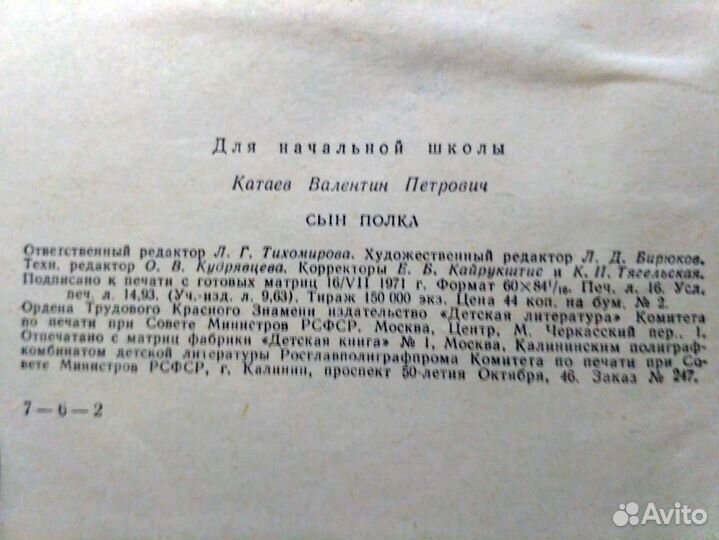 Для начальной школы
Катаев Валентин Петрович
СЫН ПОЛКА
Ответственный редактор Л. Г. Тихомирова. Художественный редактор Л. Д. Бирюков.
Техн. редактор О. В. Кудрявцева. Корректоры Е. Б. Кайрукштис и К. П. Тягельская.
Подписано к печати с готовых матриц 16/VII 1971 г. Формат 60×84¹/₁₆. Печ. л. 16. Усл.
печ. л. 14,93. (Уч.-изд. л. 9,63). Тираж 150 000 экз. Цена 44 коп. на бум. № 2.
Ордена Трудового Красного Знамени издательство «Детская литература» Комитета
по печати при Совете Министров РСФСР, Москва, Центр, М. Черкасский пер., 1.
Отпечатано с матриц фабрики «Детская книга» № 1, Москва, Калининским полиграф-
комбинатом детской литературы Росглавполиграфпрома Комитета по печати при Со-
вете Министров РСФСР, г. Калинин, проспект 50-летия Октября, 46. Заказ № 247.
7—6—2
Avito